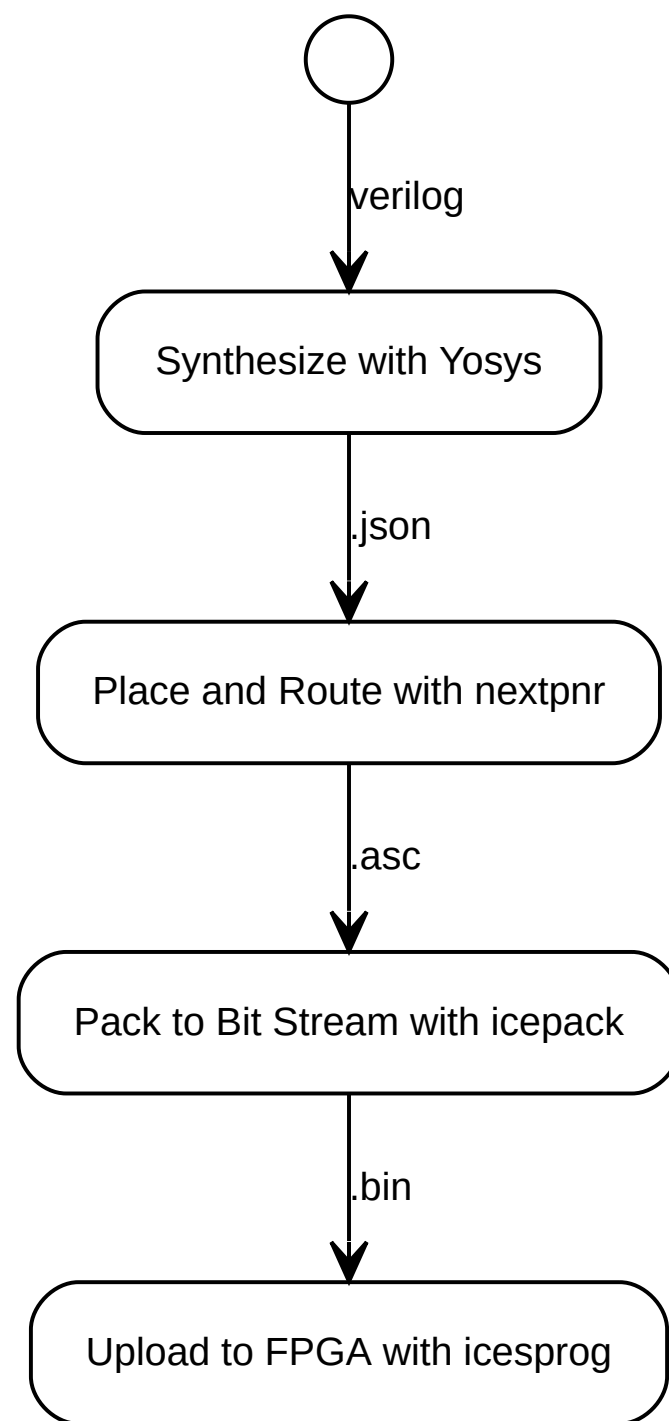 verilog
Synthesize with Yosys
.json
Place and Route with nextpnr
.asc
Pack to Bit Stream with icepack
.bin
Upload to FPGA with icesprog